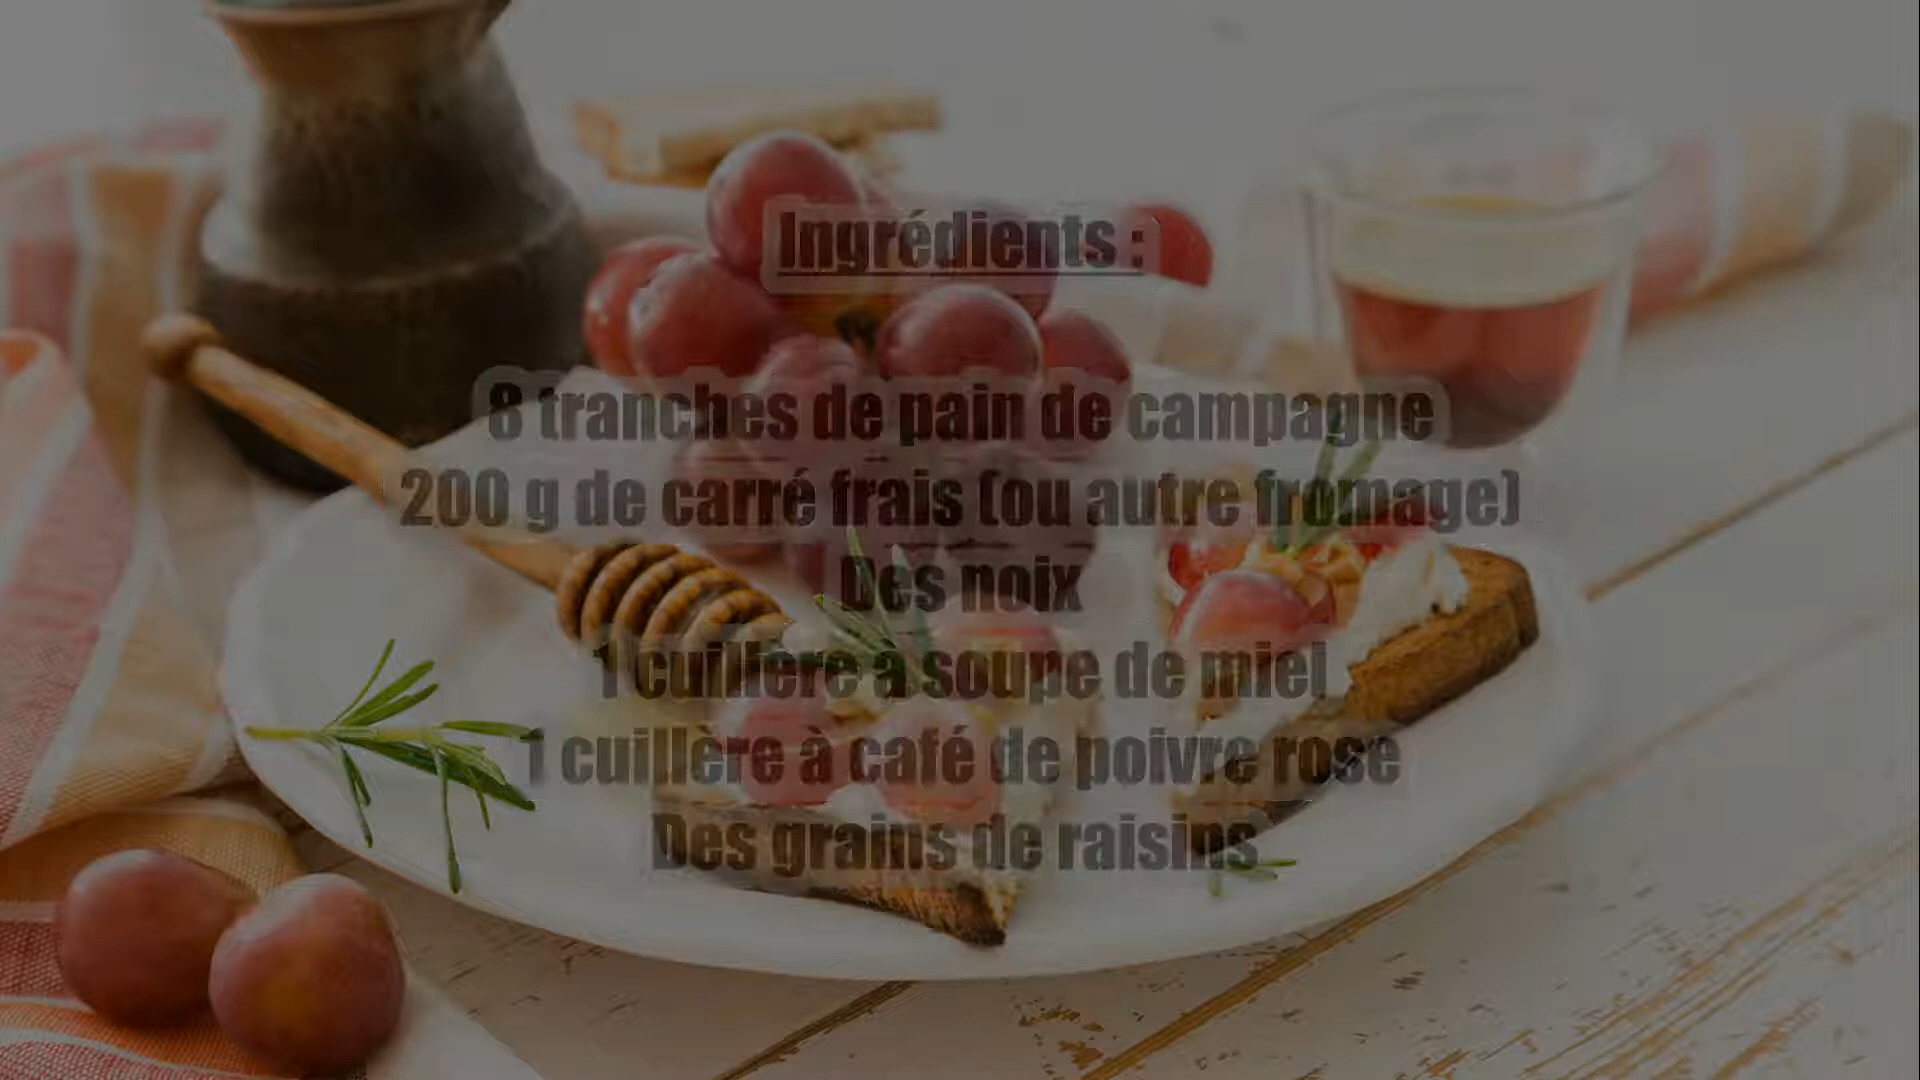 Ingrédients :
8 tranches de pain de campagne
200 g de carré frais (ou autre fromage)
Des noix
1 cuillère à soupe de miel
1 cuillère à café de poivre rose
Des grains de raisins